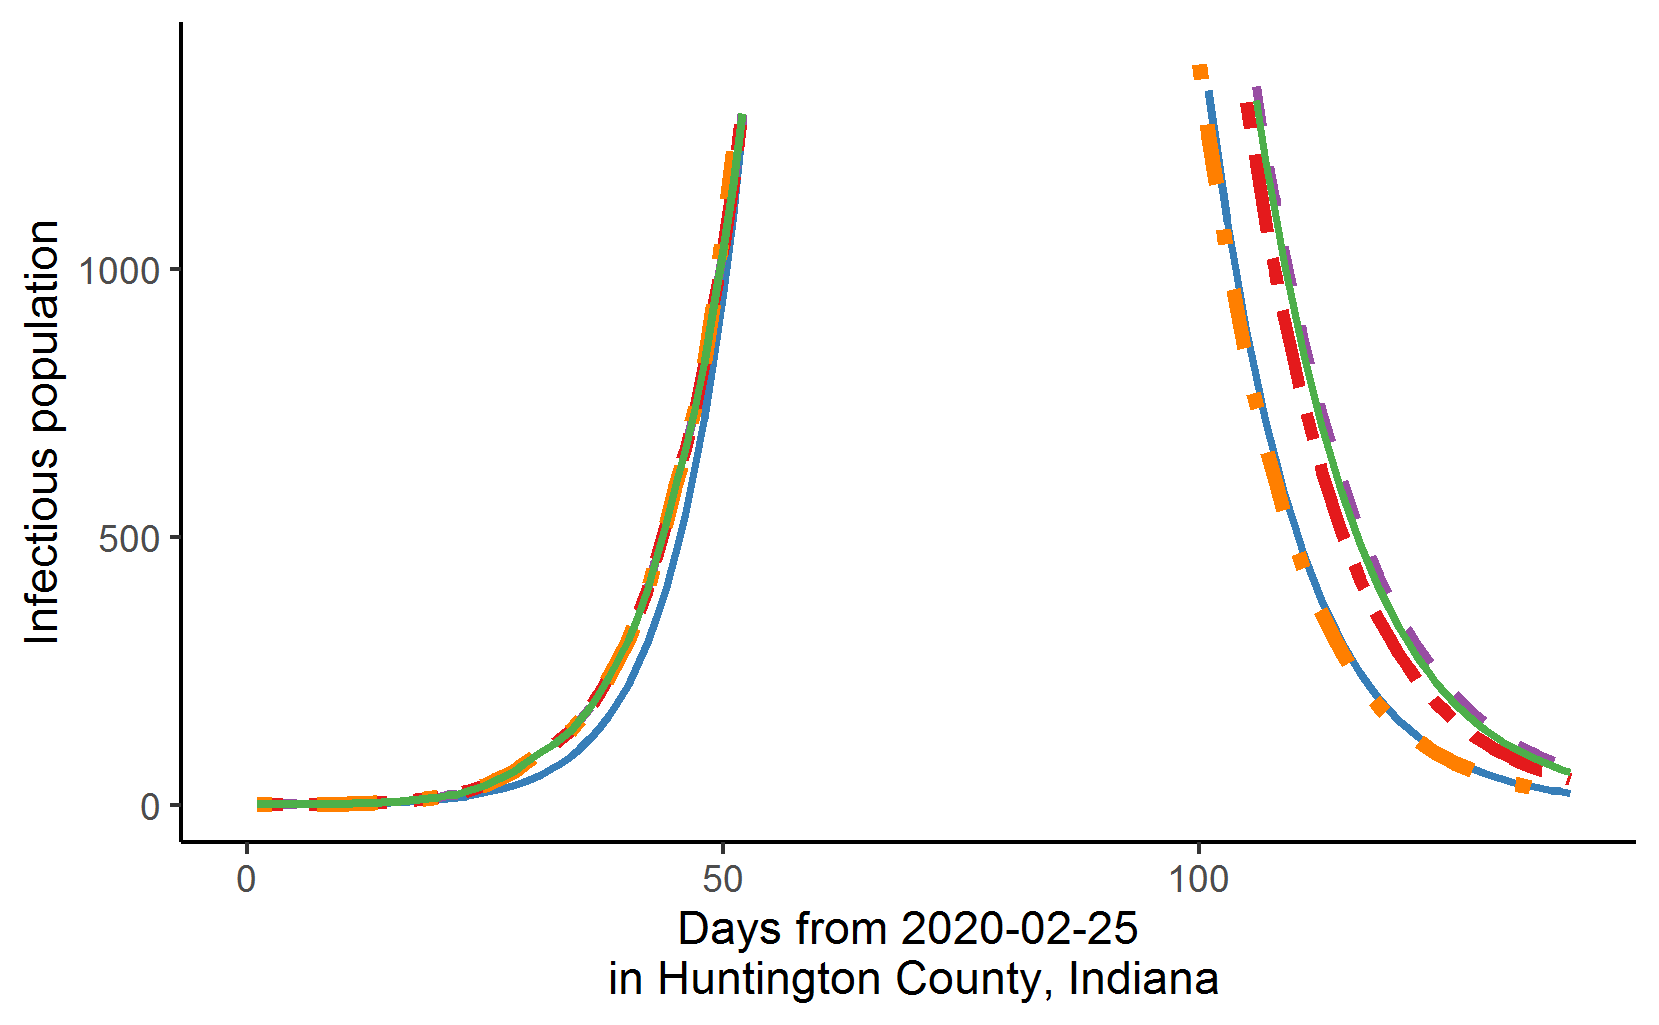 Infectious population
1000
500
0
0 50 100
Days from 2020-02-25
in Huntington County, Indiana